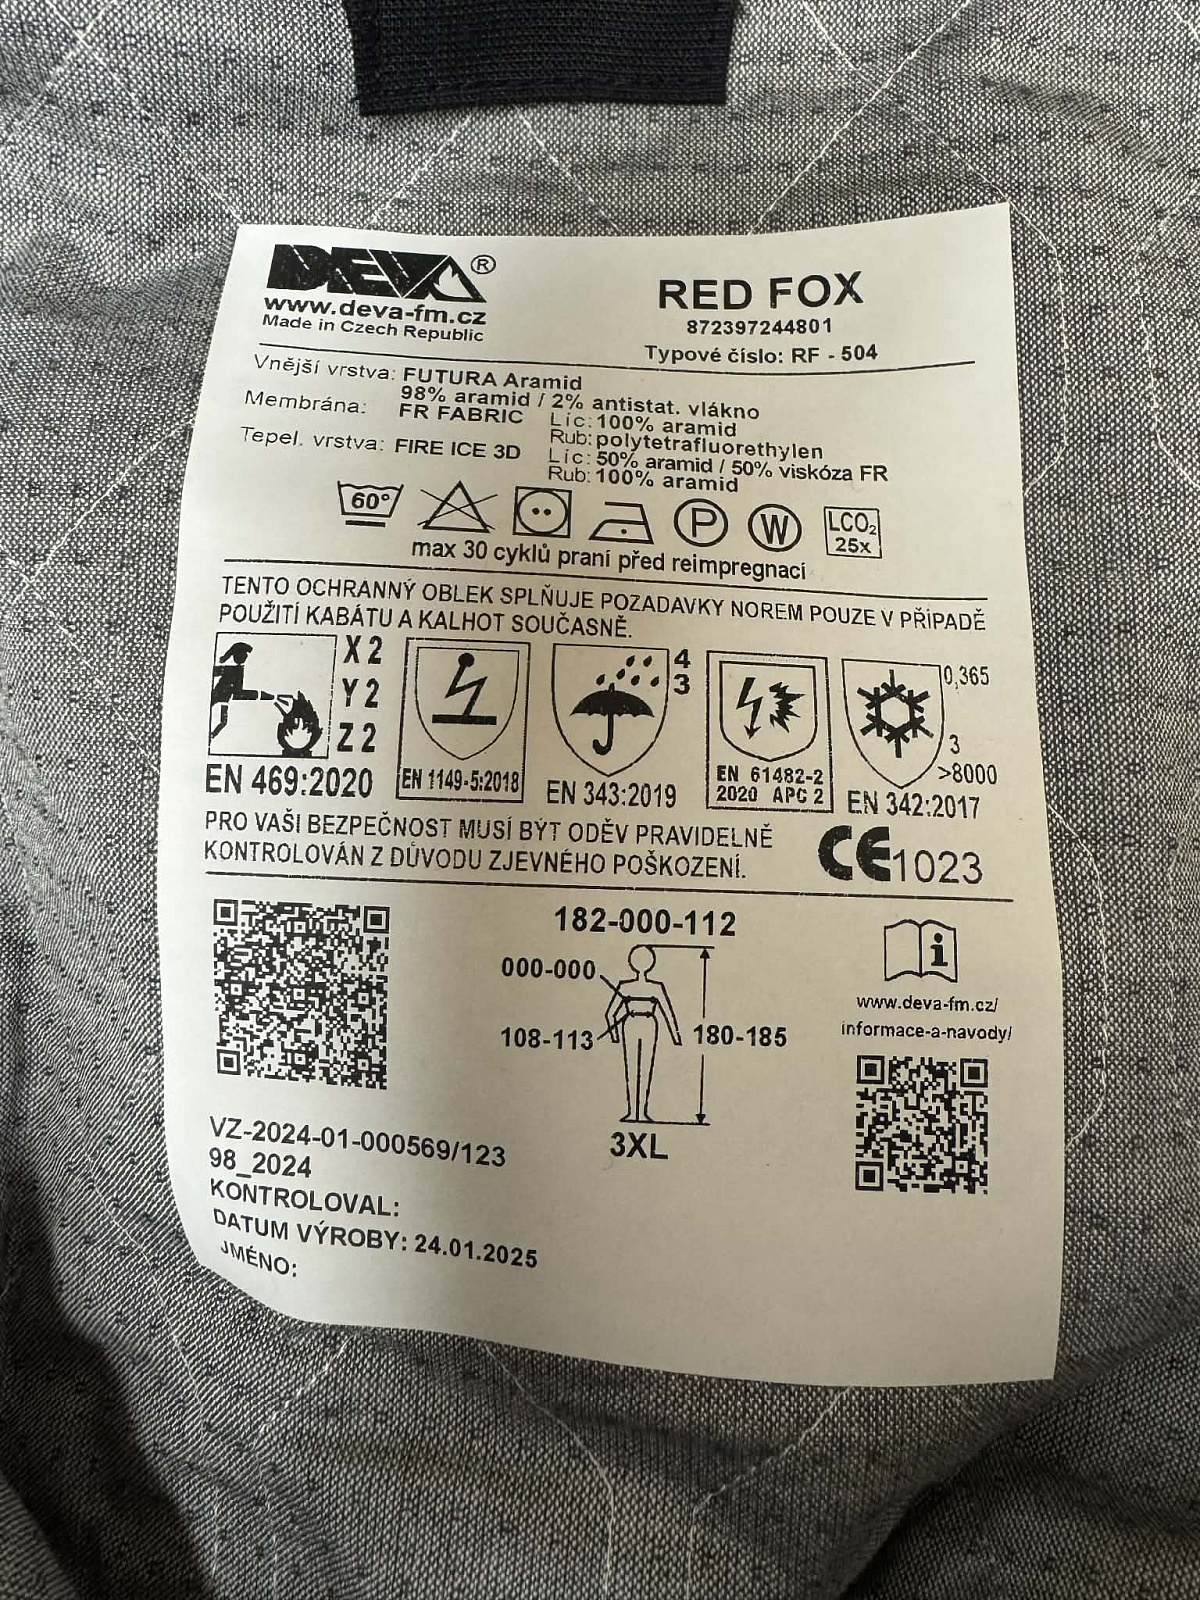 DEVA®
www.deva-fm.cz
Made in Czech Republic
RED FOX
872397244801
Typové číslo: RF - 504
Vnější vrstva: FUTURA Aramid
98% aramid / 2% antistat. vlákno
Membrána: FR FABRIC Líc: 100% aramid
Rub: polytetrafluorethylen
Tepel. vrstva: FIRE ICE 3D Líc: 50% aramid / 50% viskóza FR
Rub: 100% aramid
60° P W LCO₂
25x
max 30 cyklů praní před reimpregnací
TENTO OCHRANNÝ OBLEK SPLŇUJE POZADAVKY NOREM POUZE V PŘÍPADĚ
POUŽITÍ KABÁTU A KALHOT SOUČASNĚ.
X 2
Y 2
Z 2
EN 469:2020
EN 1149-5:2018
4
3
EN 343:2019
EN 61482-2
2020 APC 2
0,365
3
>8000
EN 342:2017
PRO VAŠI BEZPEČNOST MUSÍ BÝT ODĚV PRAVIDELNĚ
KONTROLOVÁN Z DŮVODU ZJEVNÉHO POŠKOZENÍ.
CE 1023
182-000-112
000-000
108-113
180-185
3XL
i
www.deva-fm.cz/
informace-a-navody/
VZ-2024-01-000569/123
98_2024
KONTROLOVAL:
DATUM VÝROBY: 24.01.2025
JMÉNO: